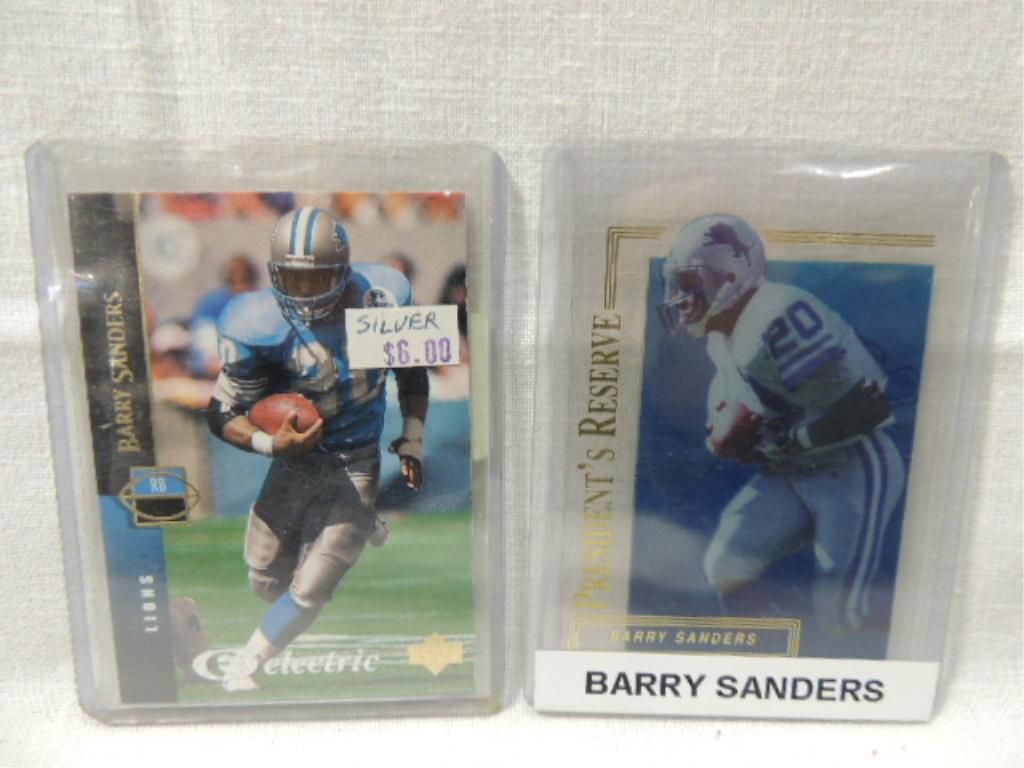 BARRY SANDERS
RB
LIONS
SILVER
$6.00
electric
PRESIDENT'S RESERVE
20
BARRY SANDERS
BARRY SANDERS